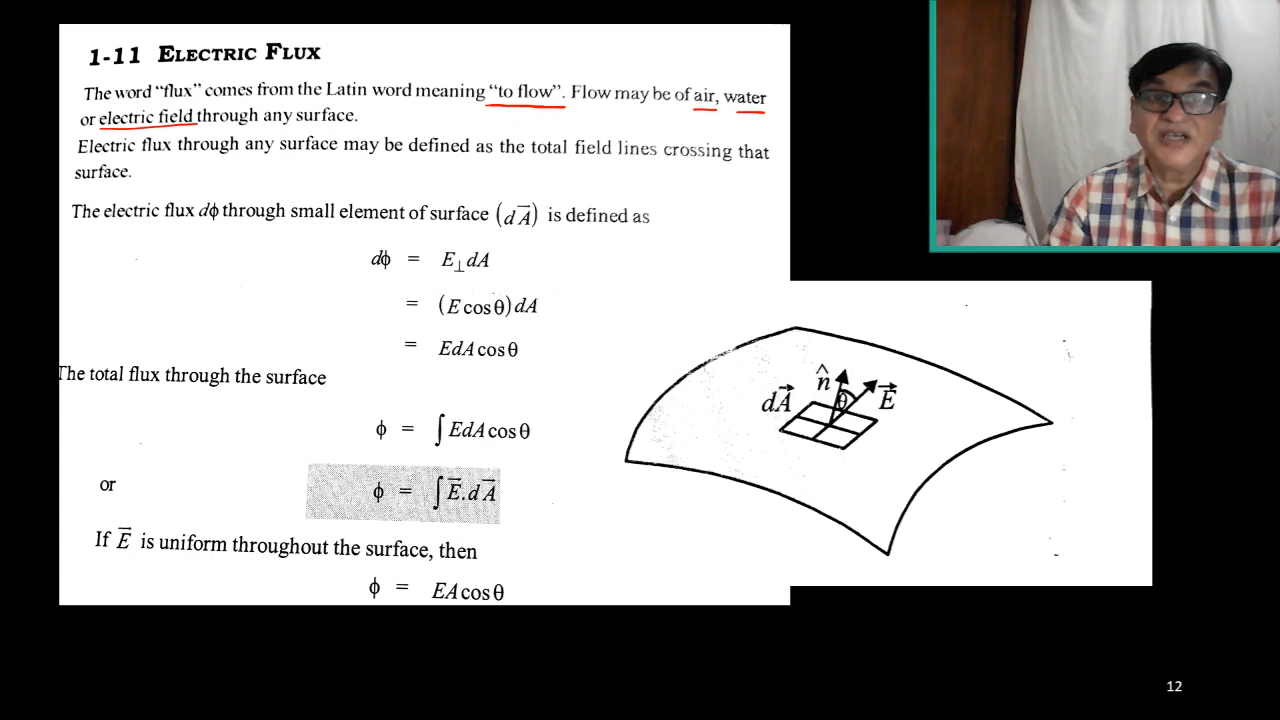 1-11 ELECTRIC FLUX
The word "flux" comes from the Latin word meaning "to flow". Flow may be of air, water
or electric field through any surface.
Electric flux through any surface may be defined as the total field lines crossing that
surface.
The electric flux dϕ through small element of surface (dA⃗) is defined as
dϕ = E⊥dA
= (E cosθ) dA
= EdA cosθ
The total flux through the surface
ϕ = ∫ EdA cosθ
or
ϕ = ∫ E⃗.dA⃗
If E⃗ is uniform throughout the surface, then
ϕ = EA cosθ
n̂
dA⃗
θ
E⃗
12